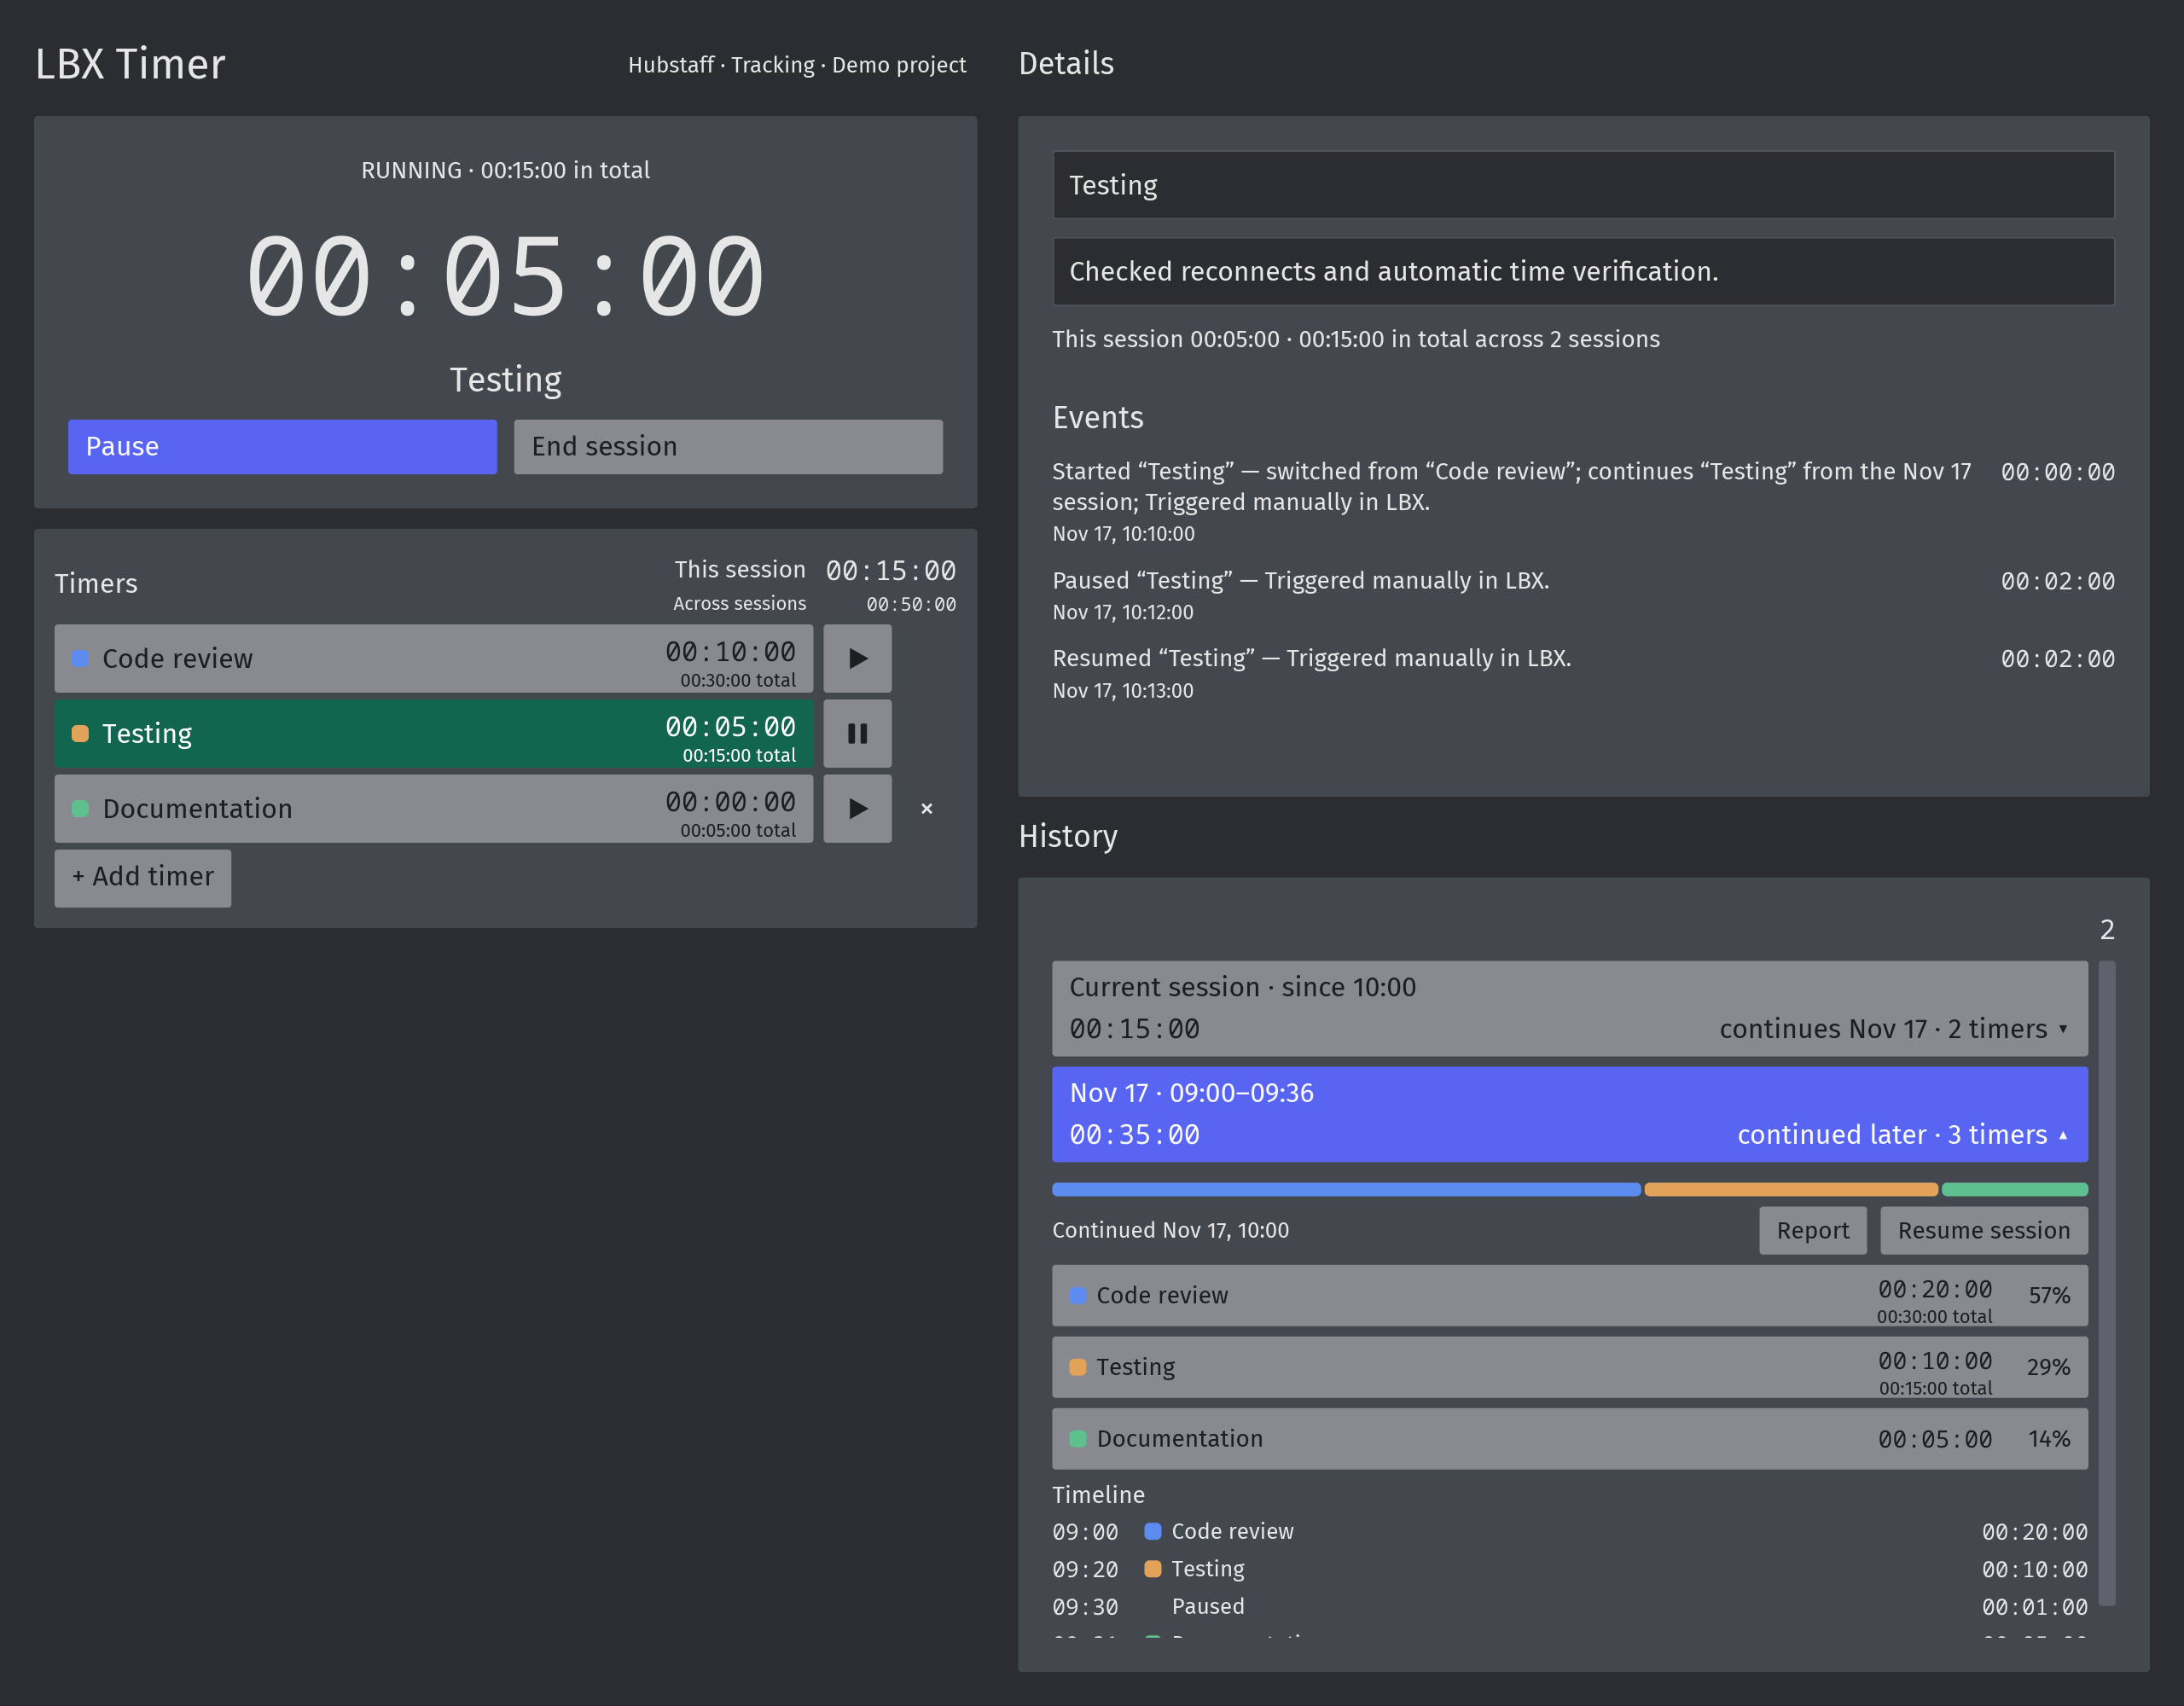 LBX Timer
Hubstaff · Tracking · Demo project
RUNNING · 00:15:00 in total
00:05:00
Testing
Pause
End session
Timers
This session 00:15:00
Across sessions 00:50:00
Code review
00:10:00
00:30:00 total
Testing
00:05:00
00:15:00 total
Documentation
00:00:00
00:05:00 total
×
+ Add timer
Details
Testing
Checked reconnects and automatic time verification.
This session 00:05:00 · 00:15:00 in total across 2 sessions
Events
Started “Testing” — switched from “Code review”; continues “Testing” from the Nov 17 00:00:00
session; Triggered manually in LBX.
Nov 17, 10:10:00
Paused “Testing” — Triggered manually in LBX. 00:02:00
Nov 17, 10:12:00
Resumed “Testing” — Triggered manually in LBX. 00:02:00
Nov 17, 10:13:00
History
2
Current session · since 10:00
00:15:00 continues Nov 17 · 2 timers ▾
Nov 17 · 09:00–09:36
00:35:00 continued later · 3 timers ▴
Continued Nov 17, 10:00
Report
Resume session
Code review 00:20:00 57%
00:30:00 total
Testing 00:10:00 29%
00:15:00 total
Documentation 00:05:00 14%
Timeline
09:00 Code review 00:20:00
09:20 Testing 00:10:00
09:30 Paused 00:01:00